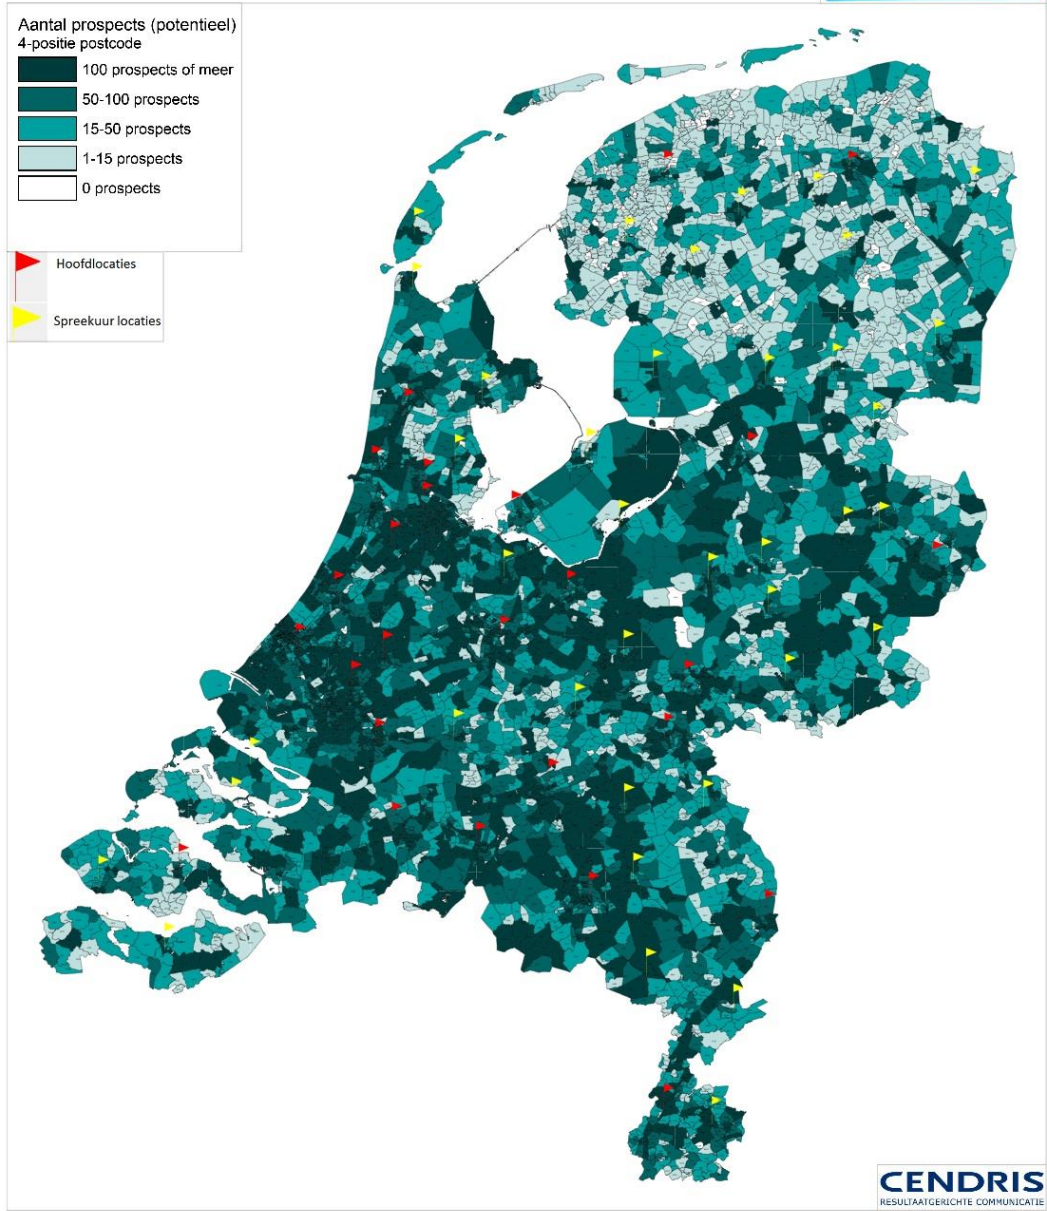 Aantal prospects (potentieel)
4-positie postcode
100 prospects of meer
50-100 prospects
15-50 prospects
1-15 prospects
0 prospects
Hoofdlocaties
Spreekuur locaties
CENDRIS
RESULTAATGERICHTE COMMUNICATIE